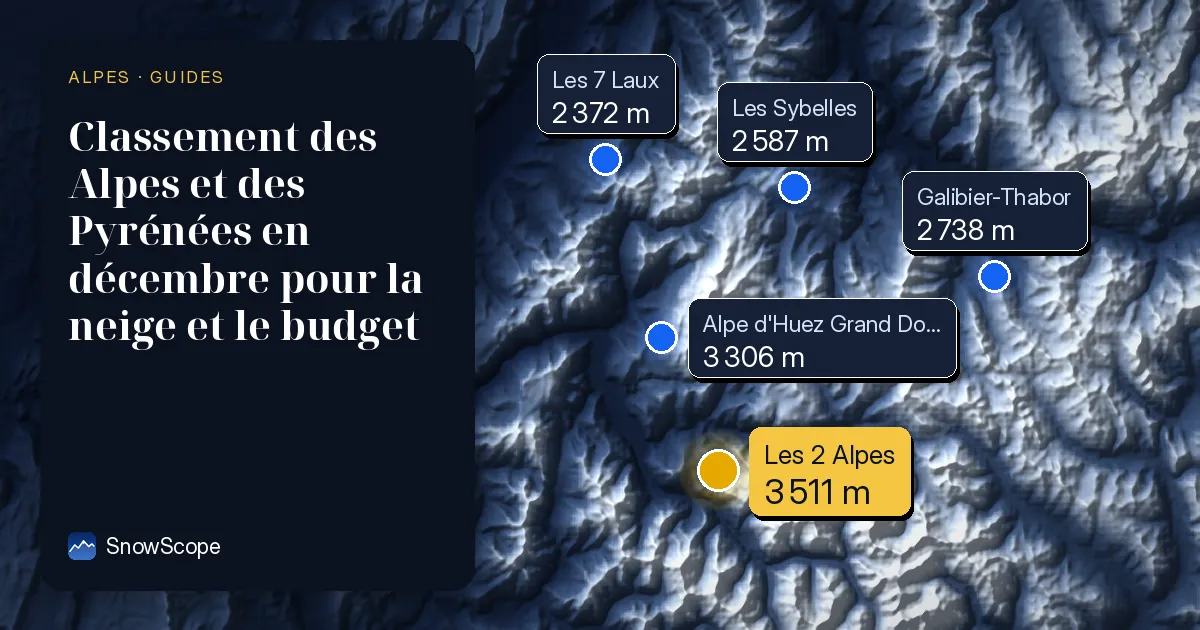 ALPES · GUIDES
Classement des
Alpes et des
Pyrénées en
décembre pour la
neige et le budget
SnowScope
Les 7 Laux
2 372 m
Les Sybelles
2 587 m
Galibier-Thabor
2 738 m
Alpe d'Huez Grand Do...
3 306 m
Les 2 Alpes
3 511 m